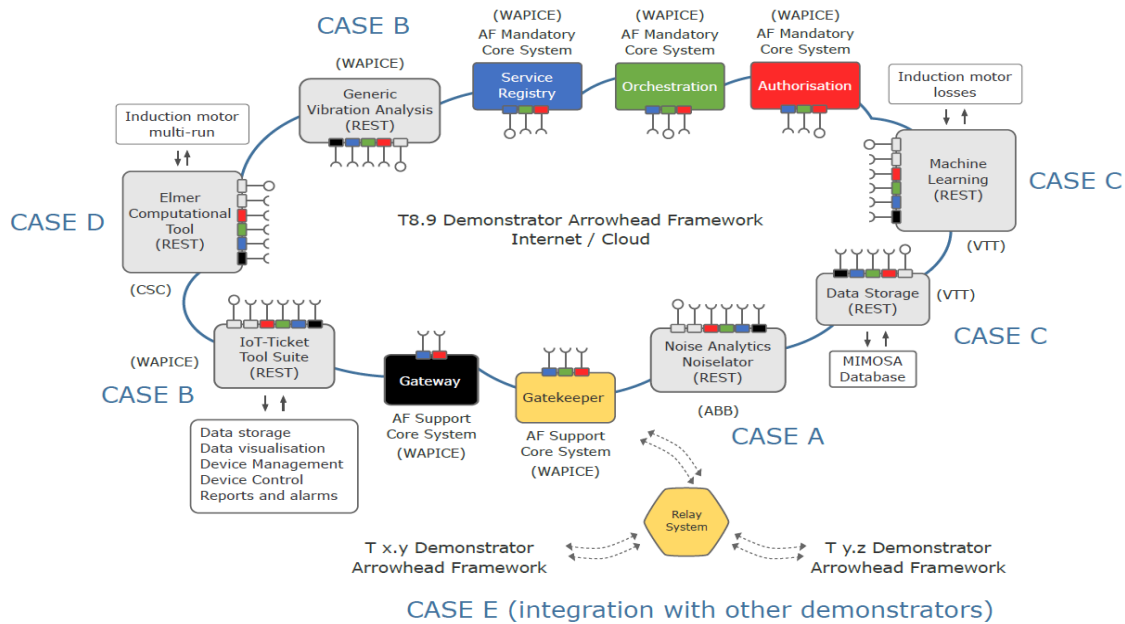 CASE B
(WAPICE)
Generic
Vibration Analysis
(REST)
(WAPICE)
AF Mandatory
Core System
Service
Registry
(WAPICE)
AF Mandatory
Core System
Orchestration
(WAPICE)
AF Mandatory
Core System
Authorisation
Induction motor
losses
Machine
Learning
(REST)
CASE C
(VTT)
Induction motor
multi-run
CASE D
Elmer
Computational
Tool
(REST)
(CSC)
T8.9 Demonstrator Arrowhead Framework
Internet / Cloud
Data Storage
(REST)
(VTT)
CASE C
MIMOSA
Database
(WAPICE)
CASE B
IoT-Ticket
Tool Suite
(REST)
Data storage
Data visualisation
Device Management
Device Control
Reports and alarms
Gateway
AF Support
Core System
(WAPICE)
Gatekeeper
AF Support
Core System
(WAPICE)
Noise Analytics
Noiselator
(REST)
(ABB)
CASE A
Relay
System
T x.y Demonstrator
Arrowhead Framework
T y.z Demonstrator
Arrowhead Framework
CASE E (integration with other demonstrators)